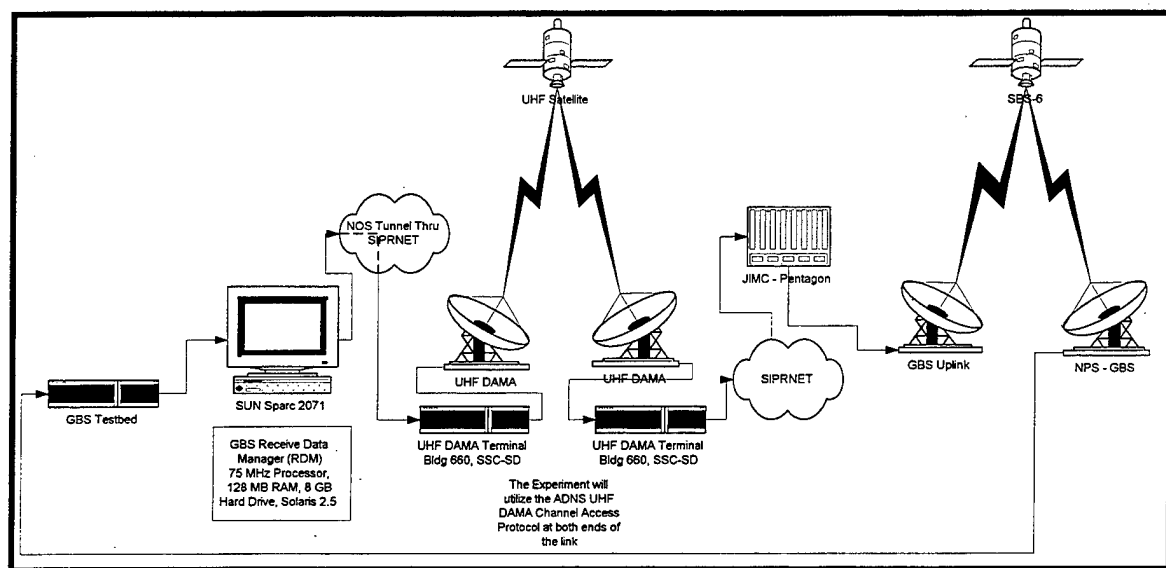 UHF Satellite
SBS-6
NOS Tunnel Thru
SIPRNET
JIMC - Pentagon
UHF DAMA
UHF DAMA
SIPRNET
GBS Uplink
NPS - GBS
GBS Testbed
SUN Sparc 2071
UHF DAMA Terminal
Bldg 660, SSC-SD
UHF DAMA Terminal
Bldg 660, SSC-SD
GBS Receive Data
Manager (RDM)
75 MHz Processor,
128 MB RAM, 8 GB
Hard Drive, Solaris 2.5
The Experiment will
utilize the ADNS UHF
DAMA Channel Access
Protocol at both ends of
the link